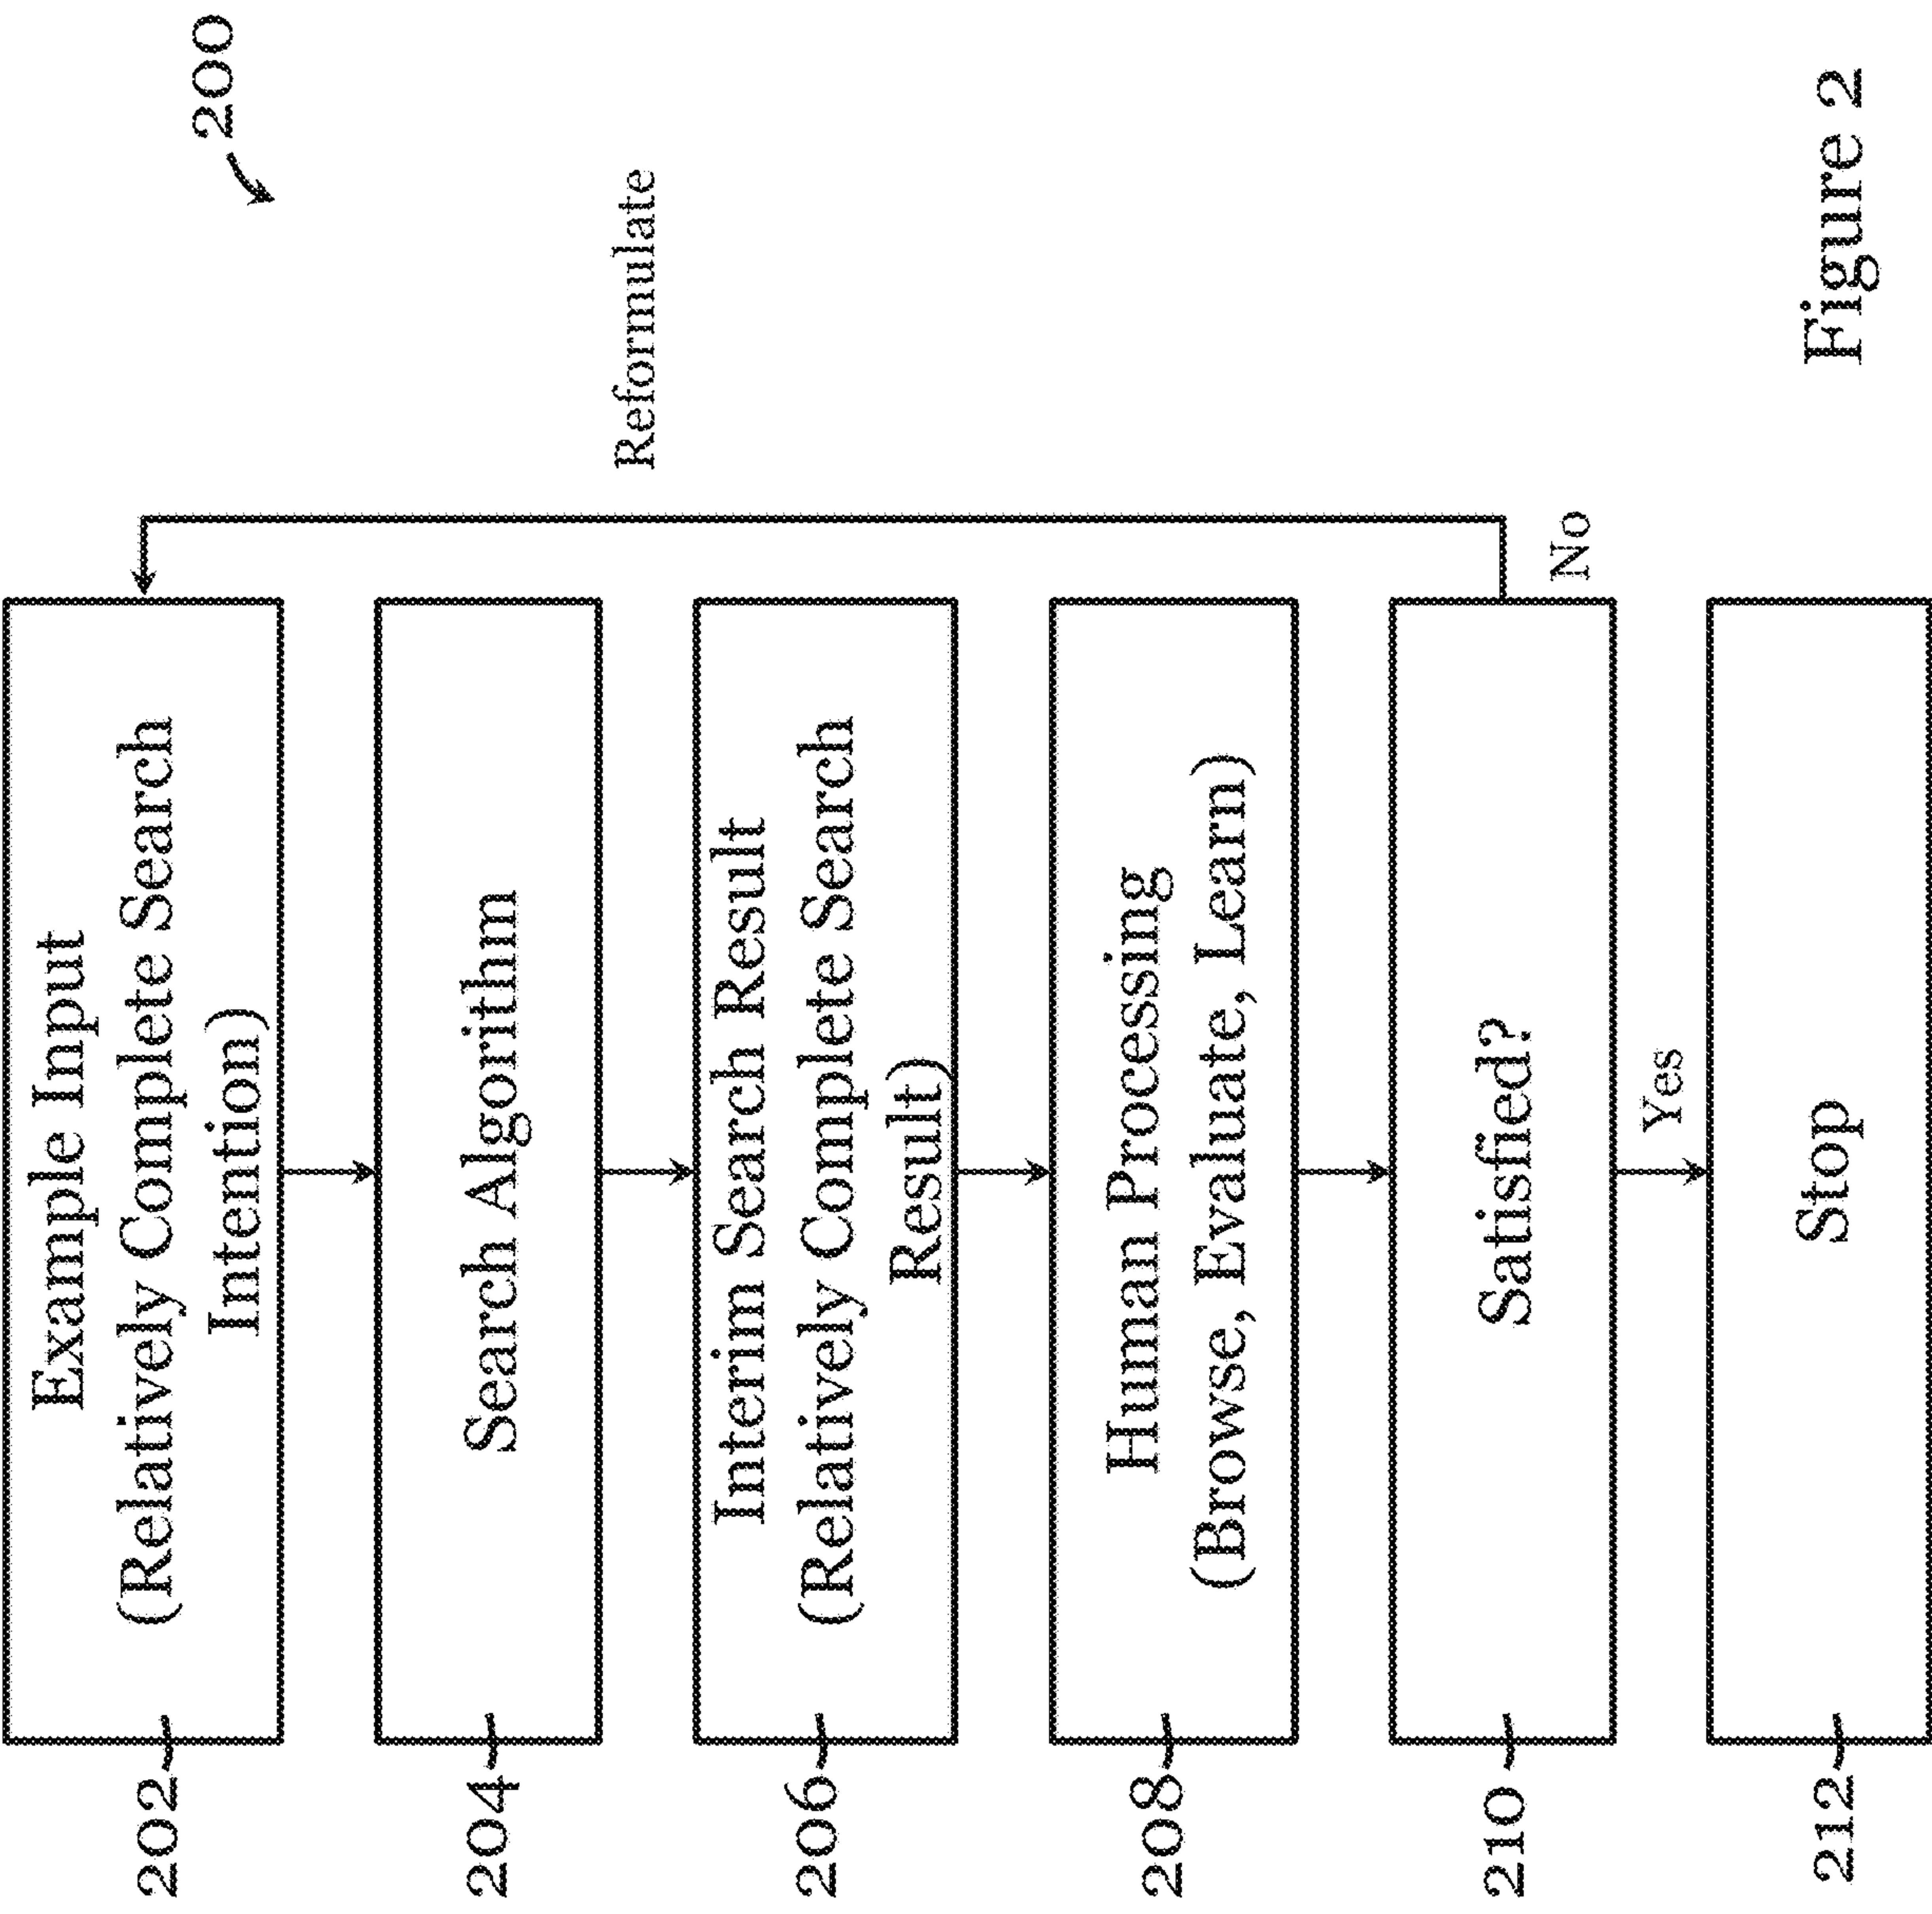 200
202
Example Input
(Relatively Complete Search
Intention)
204
Search Algorithm
Reformulate
206
Interim Search Result
(Relatively Complete Search
Result)
208
Human Processing
(Browse, Evaluate, Learn)
210
Satisfied?
No
Yes
212
Stop
Figure 2